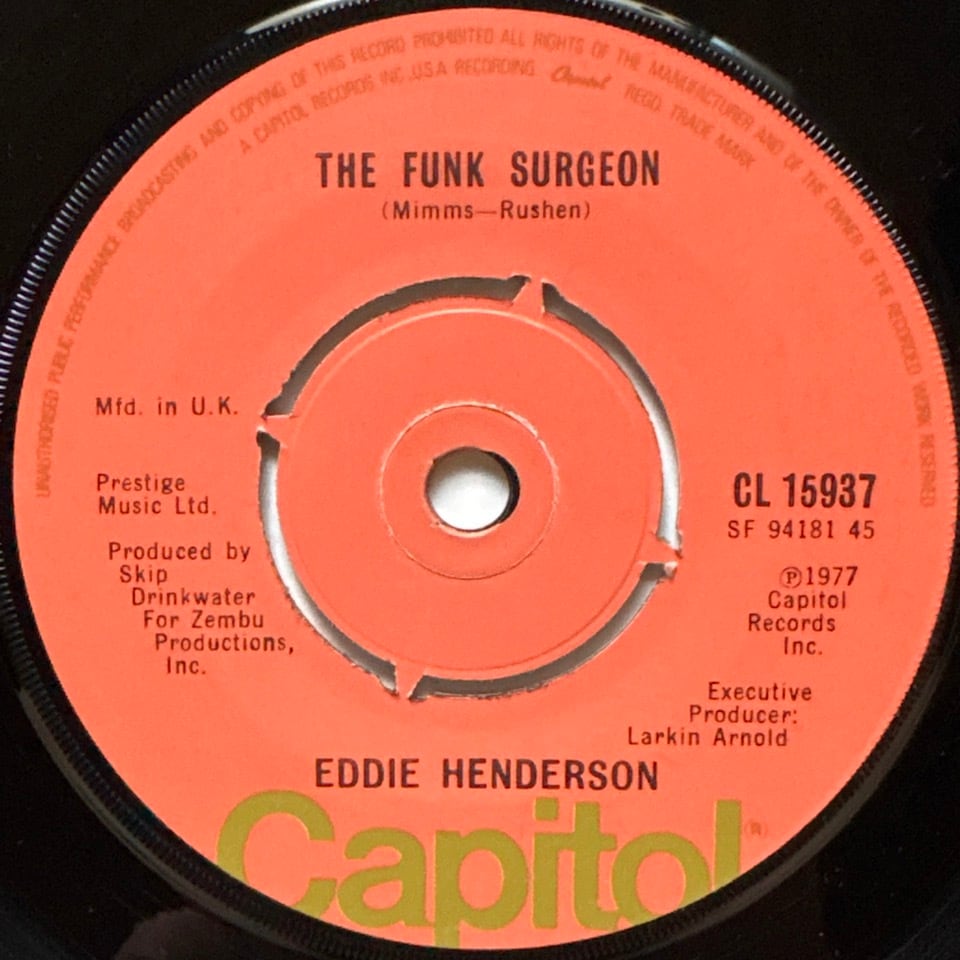 UNAUTHORISED PUBLIC PERFORMANCE BROADCASTING AND COPYING OF THIS RECORD PROHIBITED ALL RIGHTS OF THE MANUFACTURER AND OF THE OWNER OF THE RECORDED WORK RESERVED
A CAPITOL RECORDS INC., U.S.A. RECORDING Capitol REGD. TRADE MARK
THE FUNK SURGEON
(Mimms—Rushen)
Mfd. in U.K.
Prestige
Music Ltd.
Produced by
Skip
Drinkwater
For Zembu
Productions,
Inc.
CL 15937
SF 94181 45
℗1977
Capitol
Records
Inc.
Executive
Producer:
Larkin Arnold
EDDIE HENDERSON
Capitol®